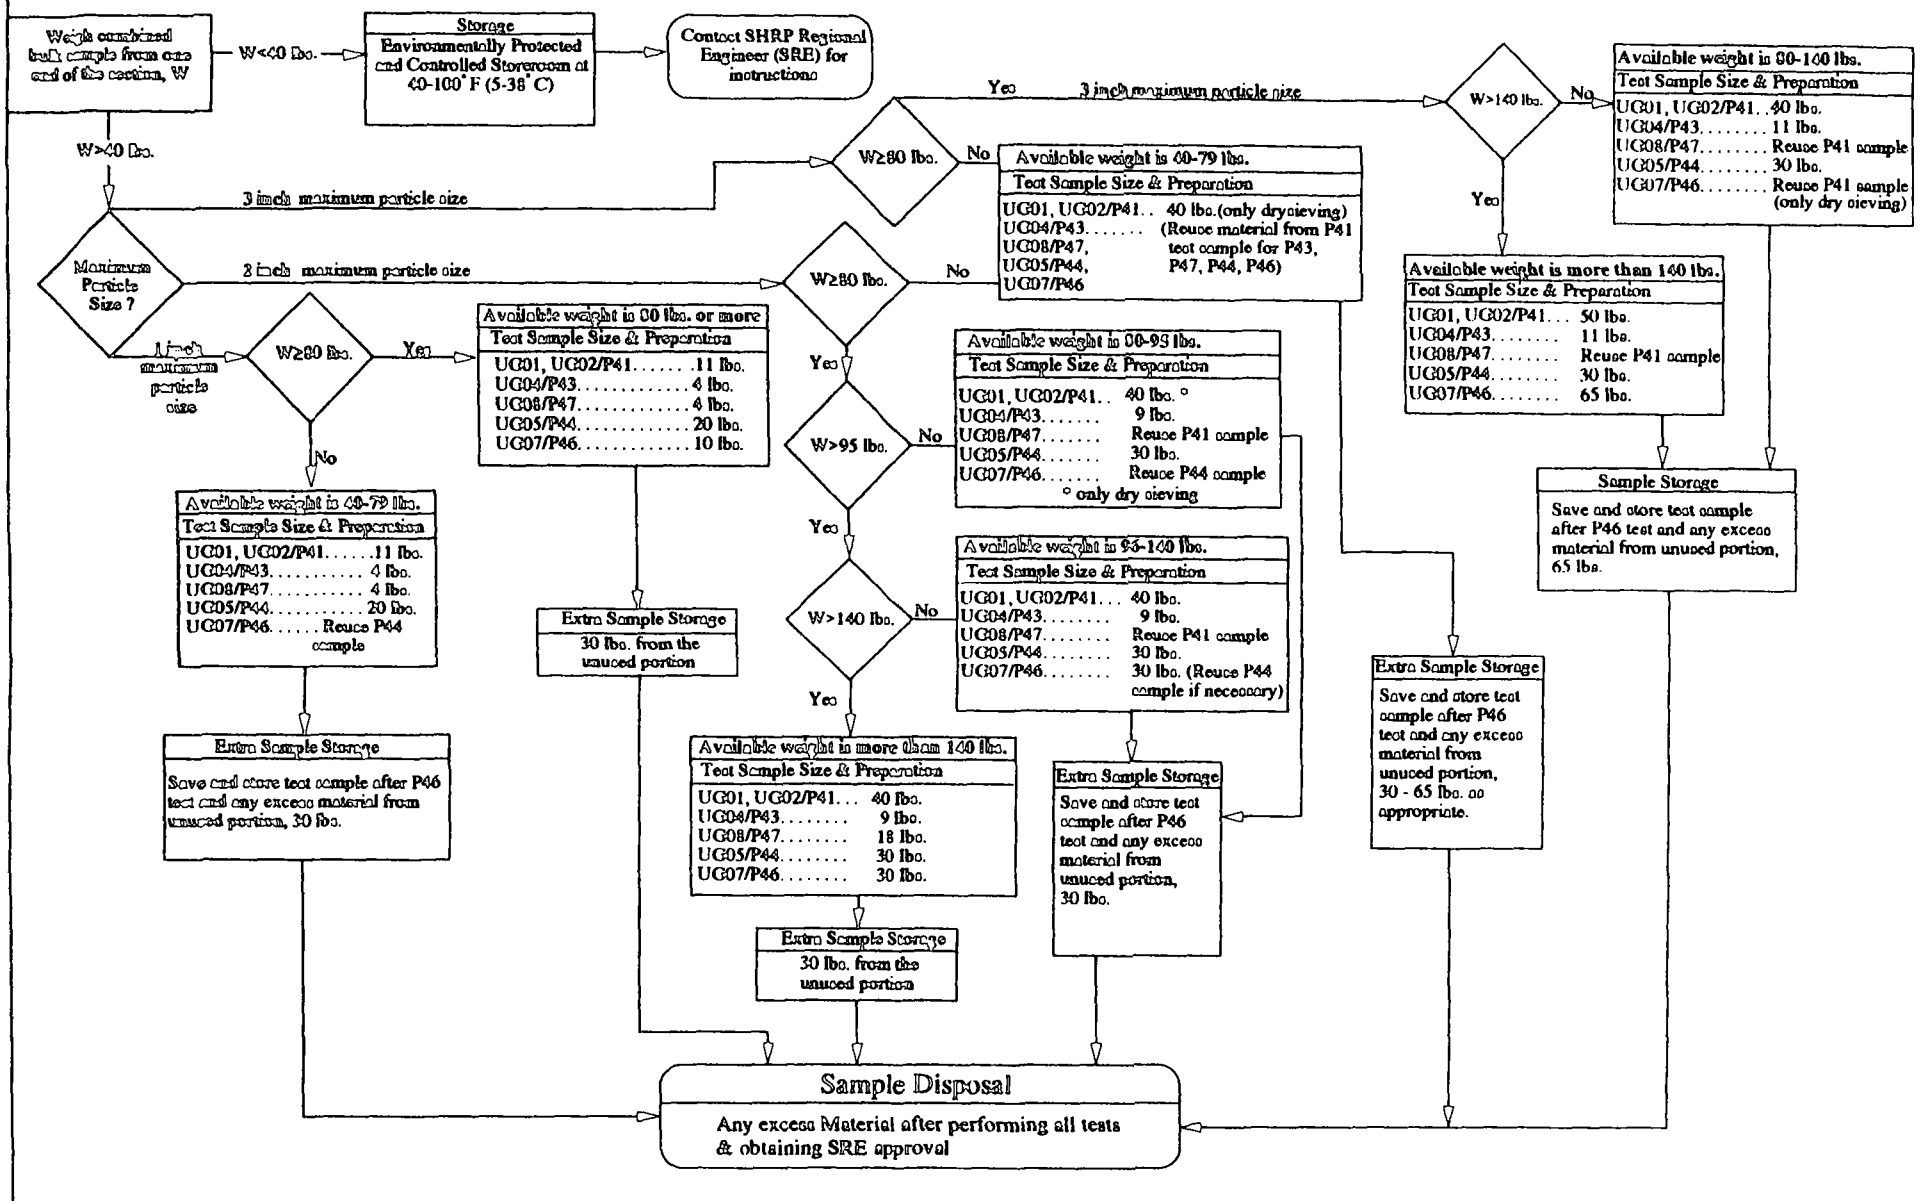 Weigh combined
bulk sample from one
end of the section, W
W<40 lbs.
Storage
Environmentally Protected
and Controlled Storeroom at
40-100° F (5-38° C)
Contact SHRP Regional
Engineer (SRE) for
instructions
W>40 lbs.
Maximum
Particle
Size ?
3 inch maximum particle size
W≥80 lbs.
Yes
3 inch maximum particle size
W>140 lbs.
No
Available weight is 80-140 lbs.
Test Sample Size & Preparation
UG01, UG02/P41.. 40 lbs.
UG04/P43........ 11 lbs.
UG08/P47....... Reuse P41 sample
UG05/P44........ 30 lbs.
UG07/P46....... Reuse P41 sample
(only dry sieving)
No
Available weight is 40-79 lbs.
Test Sample Size & Preparation
UG01, UG02/P41.. 40 lbs.(only drysieving)
UG04/P43...... (Reuse material from P41
UG08/P47, test sample for P43,
UG05/P44, P47, P44, P46)
UG07/P46
Yes
Available weight is more than 140 lbs.
Test Sample Size & Preparation
UG01, UG02/P41... 50 lbs.
UG04/P43........ 11 lbs.
UG08/P47....... Reuse P41 sample
UG05/P44........ 30 lbs.
UG07/P46........ 65 lbs.
Sample Storage
Save and store test sample
after P46 test and any excess
material from unused portion,
65 lbs.
2 inch maximum particle size
W≥80 lbs.
No
Yes
1 inch
maximum
particle
size
W≥80 lbs.
Yes
Available weight is 80 lbs. or more
Test Sample Size & Preparation
UG01, UG02/P41.......11 lbs.
UG04/P43............. 4 lbs.
UG08/P47............. 4 lbs.
UG05/P44............. 20 lbs.
UG07/P46............. 10 lbs.
No
Available weight is 40-79 lbs.
Test Sample Size & Preparation
UG01, UG02/P41......11 lbs.
UG04/P43........... 4 lbs.
UG08/P47........... 4 lbs.
UG05/P44........... 20 lbs.
UG07/P46...... Reuse P44
sample
Extra Sample Storage
Save and store test sample after P46
test and any excess material from
unused portion, 30 lbs.
Extra Sample Storage
30 lbs. from the
unused portion
W>95 lbs.
No
Available weight is 80-95 lbs.
Test Sample Size & Preparation
UG01, UG02/P41.. 40 lbs. °
UG04/P43....... 9 lbs.
UG08/P47....... Reuse P41 sample
UG05/P44....... 30 lbs.
UG07/P46....... Reuse P44 sample
° only dry sieving
Yes
W>140 lbs.
No
Available weight is 95-140 lbs.
Test Sample Size & Preparation
UG01, UG02/P41... 40 lbs.
UG04/P43........ 9 lbs.
UG08/P47........ Reuse P41 sample
UG05/P44........ 30 lbs.
UG07/P46........ 30 lbs. (Reuse P44
sample if necessary)
Yes
Available weight is more than 140 lbs.
Test Sample Size & Preparation
UG01, UG02/P41... 40 lbs.
UG04/P43........ 9 lbs.
UG08/P47........ 18 lbs.
UG05/P44........ 30 lbs.
UG07/P46........ 30 lbs.
Extra Sample Storage
30 lbs. from the
unused portion
Extra Sample Storage
Save and store test
sample after P46
test and any excess
material from
unused portion,
30 lbs.
Extra Sample Storage
Save and store test
sample after P46
test and any excess
material from
unused portion,
30 - 65 lbs. as
appropriate.
Sample Disposal
Any excess Material after performing all tests
& obtaining SRE approval